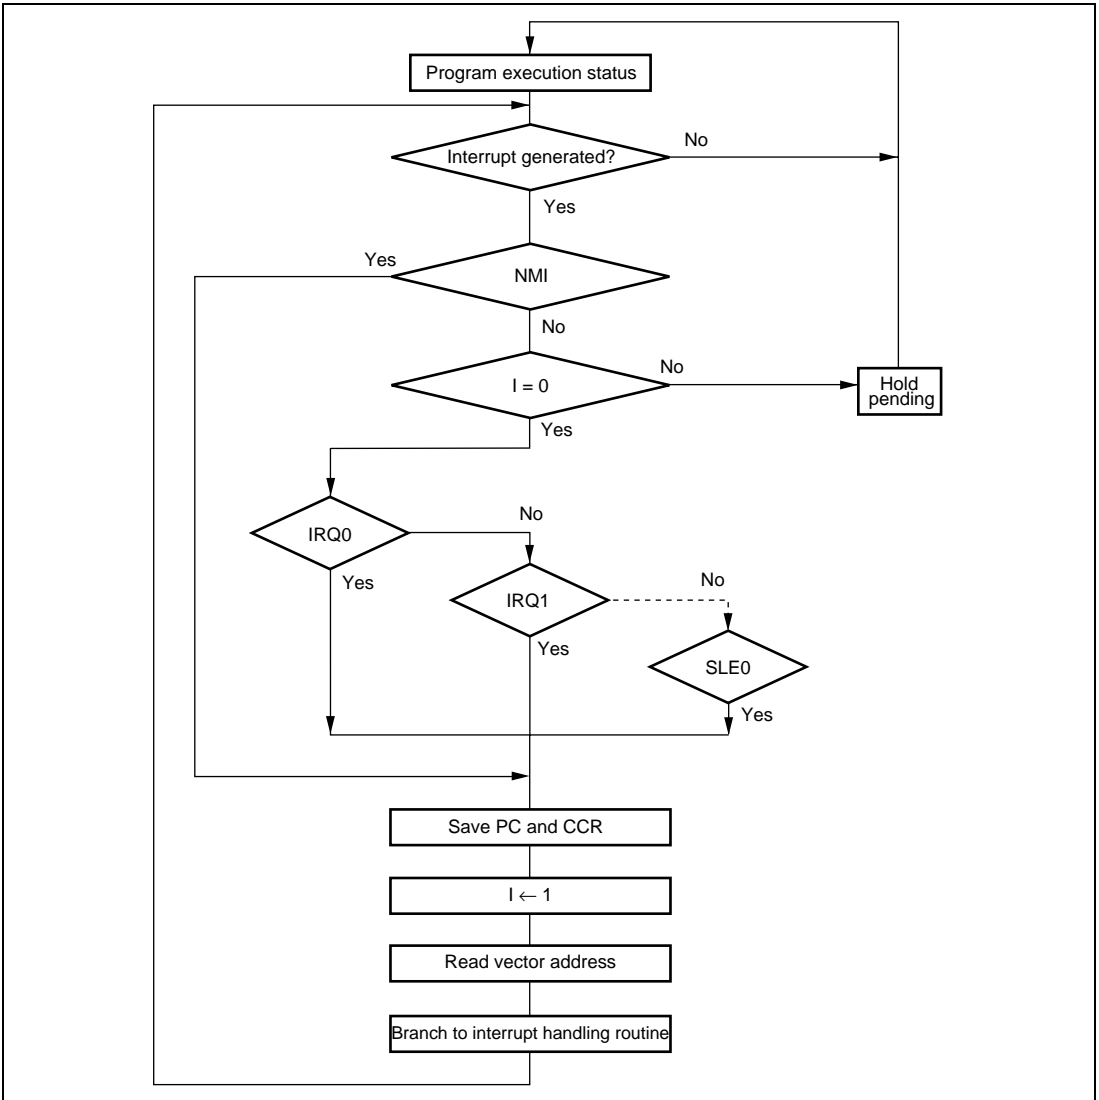 Program execution status
Interrupt generated?
No
Yes
Yes
NMI
No
I = 0
No
Hold
pending
Yes
IRQ0
No
Yes
IRQ1
No
Yes
SLE0
Yes
Save PC and CCR
I ← 1
Read vector address
Branch to interrupt handling routine